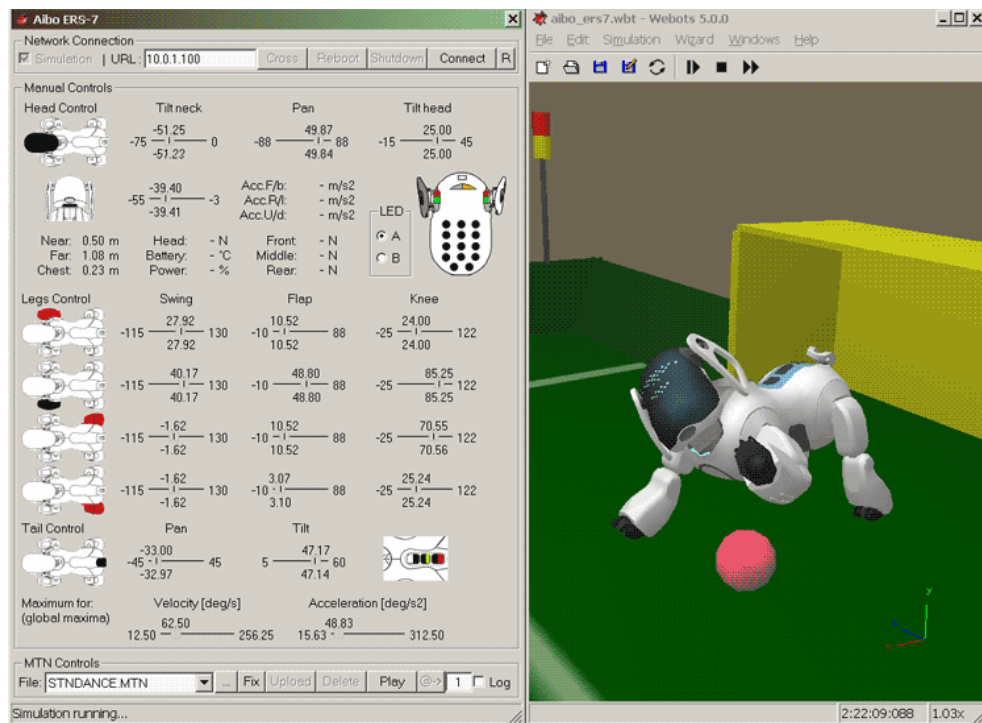 Aibo ERS-7
Network Connection
Simulation | URL: 10.0.1.100 Cross Reboot Shutdown Connect R
Manual Controls
Head Control Tilt neck Pan Tilt head
-51.25 49.87 25.00
-75 0 -88 88 -15 45
-51.23 49.84 25.00
-39.40 Acc.F/b: - m/s2
-55 -3 Acc.R/l: - m/s2
-39.41 Acc.U/d: - m/s2
LED
A
B
Near: 0.50 m Head: - N Front: - N
Far: 1.08 m Battery: - °C Middle: - N
Chest: 0.23 m Power: - % Rear: - N
Legs Control Swing Flap Knee
27.92 10.52 24.00
-115 130 -10 88 -25 122
27.92 10.52 24.00
40.17 48.80 85.25
-115 130 -10 88 -25 122
40.17 48.80 85.25
-1.62 10.52 70.55
-115 130 -10 88 -25 122
-1.62 10.52 70.56
-1.62 3.07 25.24
-115 130 -10 88 -25 122
-1.62 3.10 25.24
Tail Control Pan Tilt
-33.00 47.17
-45 45 5 60
-32.97 47.14
Maximum for: Velocity [deg/s] Acceleration [deg/s2]
(global maxima) 62.50 48.83
12.50 256.25 15.63 312.50
MTN Controls
File: STNDANCE.MTN ... Fix Upload Delete Play @-> 1 Log
Simulation running...
aibo_ers7.wbt - Webots 5.0.0
File Edit Simulation Wizard Windows Help
y
x
2:22:09:088 1.03x